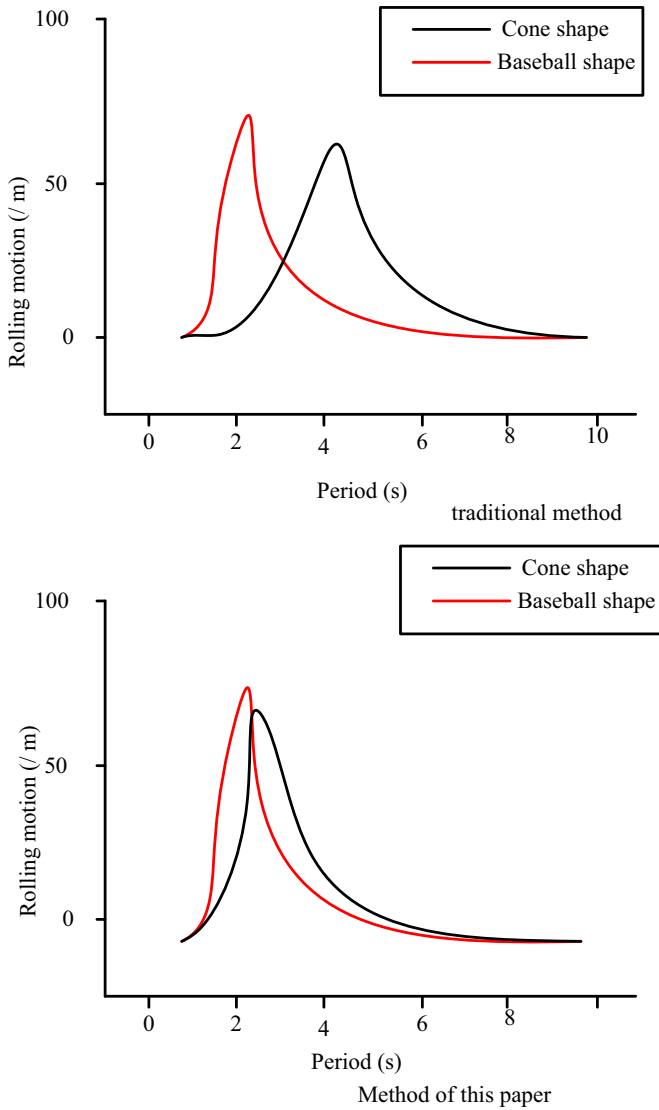 100
Cone shape
Baseball shape
50
0
Rolling motion (/ m)
0 2 4 6 8 10
Period (s)
traditional method
Cone shape
Baseball shape
100
50
0
Rolling motion (/ m)
0 2 4 6 8
Period (s)
Method of this paper